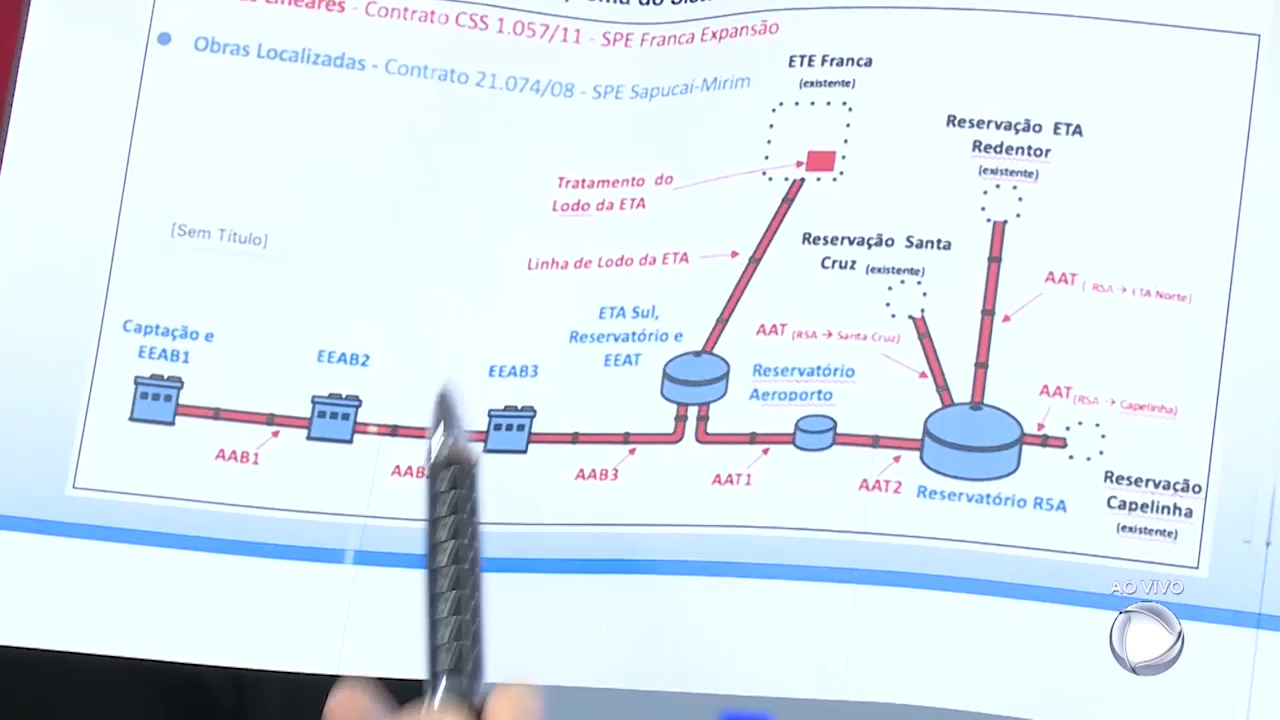 Lineares - Contrato CSS 1.057/11 - SPE Franca Expansão
Obras Localizadas - Contrato 21.074/08 - SPE Sapucaí-Mirim
ETE Franca
(existente)
Reservação ETA
Redentor
(existente)
Tratamento do
Lodo da ETA
[Sem Título]
Linha de Lodo da ETA
Reservação Santa
Cruz (existente)
AAT ( RSA → ETA Norte)
Captação e
EEAB1
EEAB2
EEAB3
ETA Sul,
Reservatório e
EEAT
AAT (RSA → Santa Cruz)
Reservatório
Aeroporto
AAT (RSA → Capelinha)
AAB1
AAB3
AAT1
AAT2
Reservatório R5A
Reservação
Capelinha
(existente)
AO VIVO